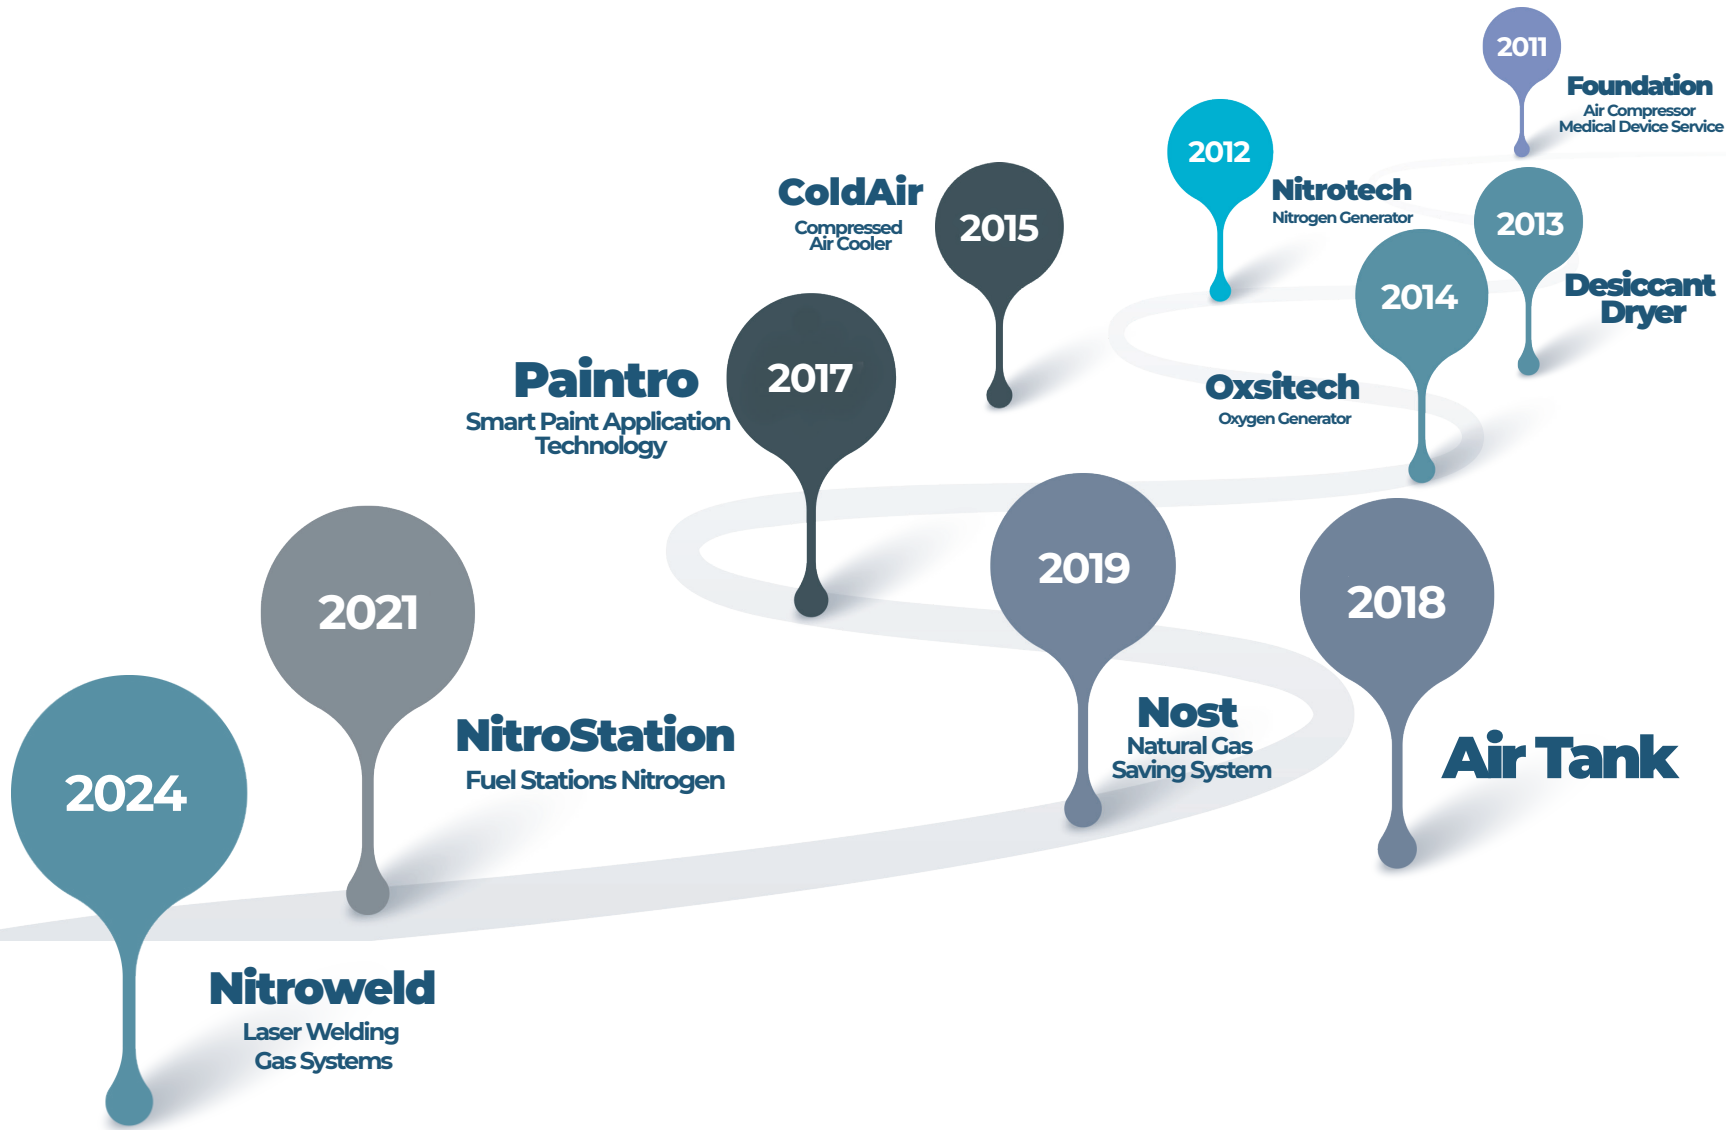 2011
Foundation
Air Compressor
Medical Device Service
2012
Nitrotech
Nitrogen Generator
2013
Desiccant
Dryer
2014
Oxsitech
Oxygen Generator
2015
ColdAir
Compressed
Air Cooler
2017
Paintro
Smart Paint Application
Technology
2018
Air Tank
2019
Nost
Natural Gas
Saving System
2021
NitroStation
Fuel Stations Nitrogen
2024
Nitroweld
Laser Welding
Gas Systems